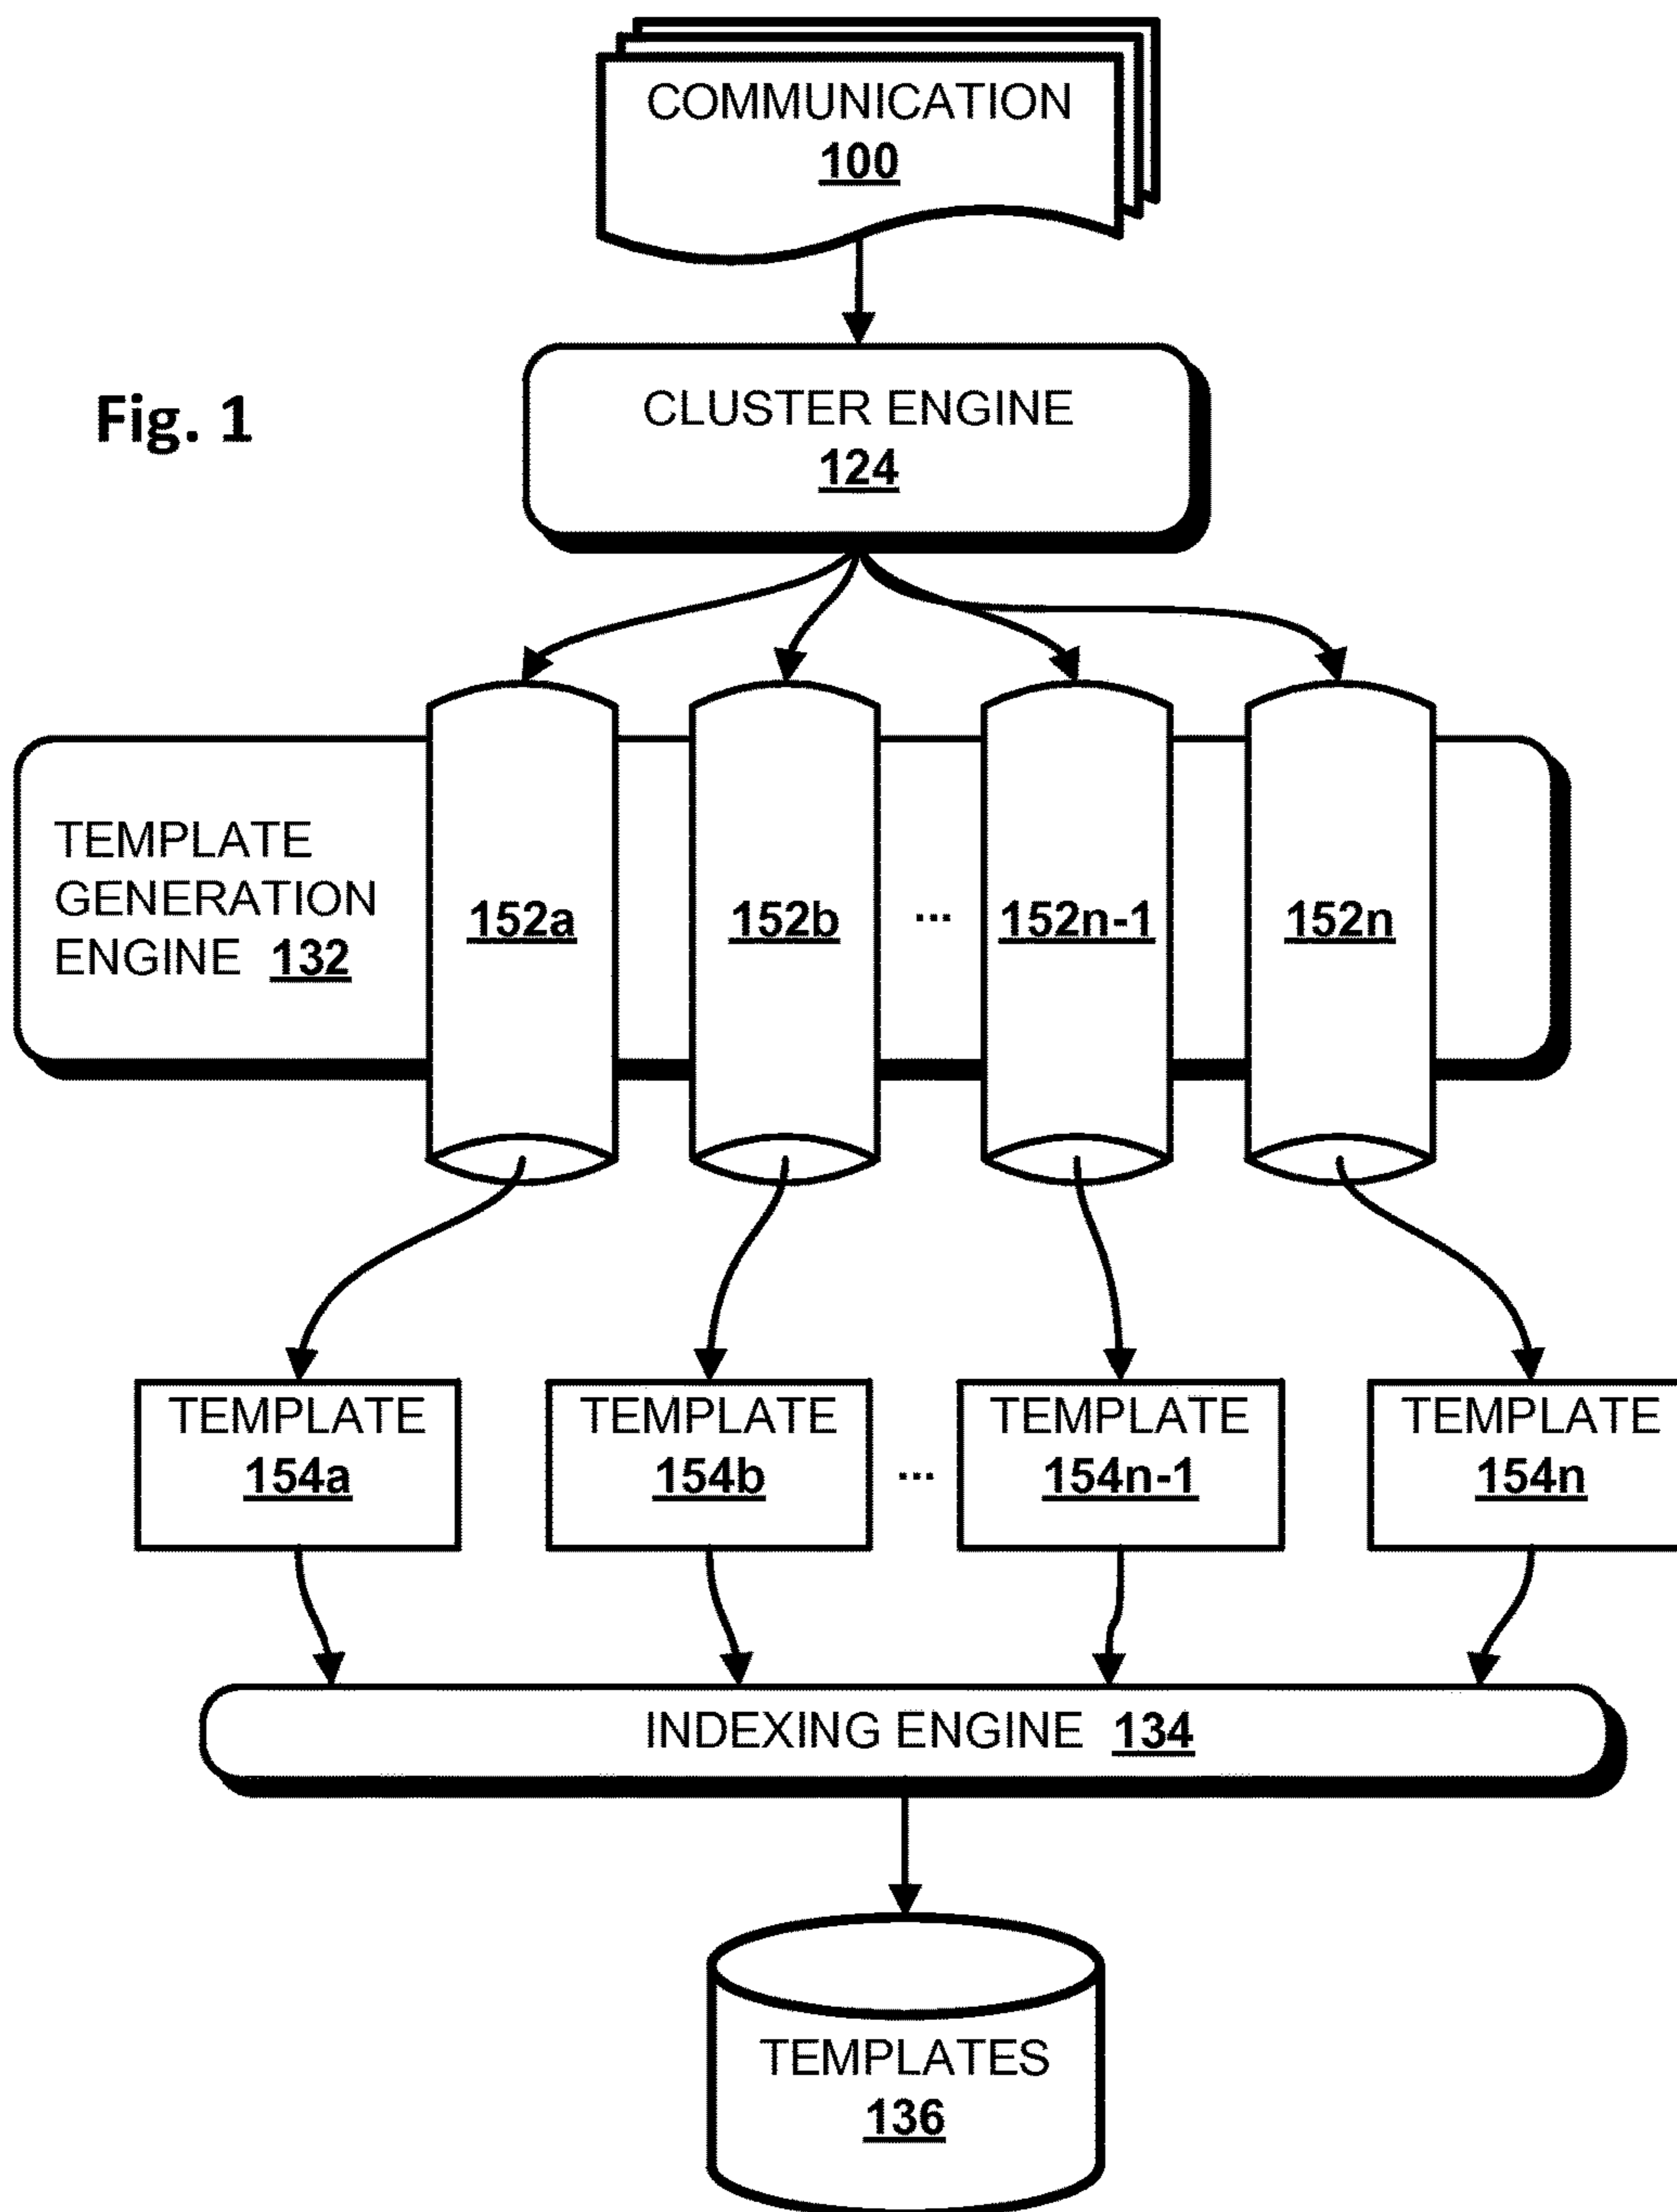 COMMUNICATION
100
Fig. 1
CLUSTER ENGINE
124
TEMPLATE
GENERATION
ENGINE 132
152a
152b
...
152n-1
152n
TEMPLATE
154a
TEMPLATE
154b
...
TEMPLATE
154n-1
TEMPLATE
154n
INDEXING ENGINE 134
TEMPLATES
136